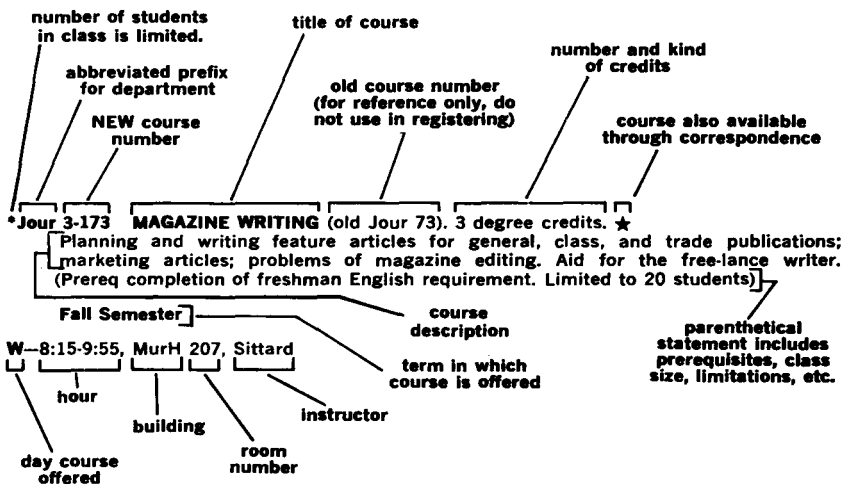 number of students
in class is limited.
title of course
number and kind
of credits
abbreviated prefix
for department
old course number
(for reference only, do
not use in registering)
NEW course
number
course also available
through correspondence
*Jour 3-173 MAGAZINE WRITING (old Jour 73). 3 degree credits. ★
Planning and writing feature articles for general, class, and trade publications;
marketing articles; problems of magazine editing. Aid for the free-lance writer.
(Prereq completion of freshman English requirement. Limited to 20 students)
Fall Semester
course
description
parenthetical
statement includes
prerequisites, class
size, limitations, etc.
W—8:15-9:55, MurH 207, Sittard
term in which
course is offered
hour
instructor
building
room
number
day course
offered